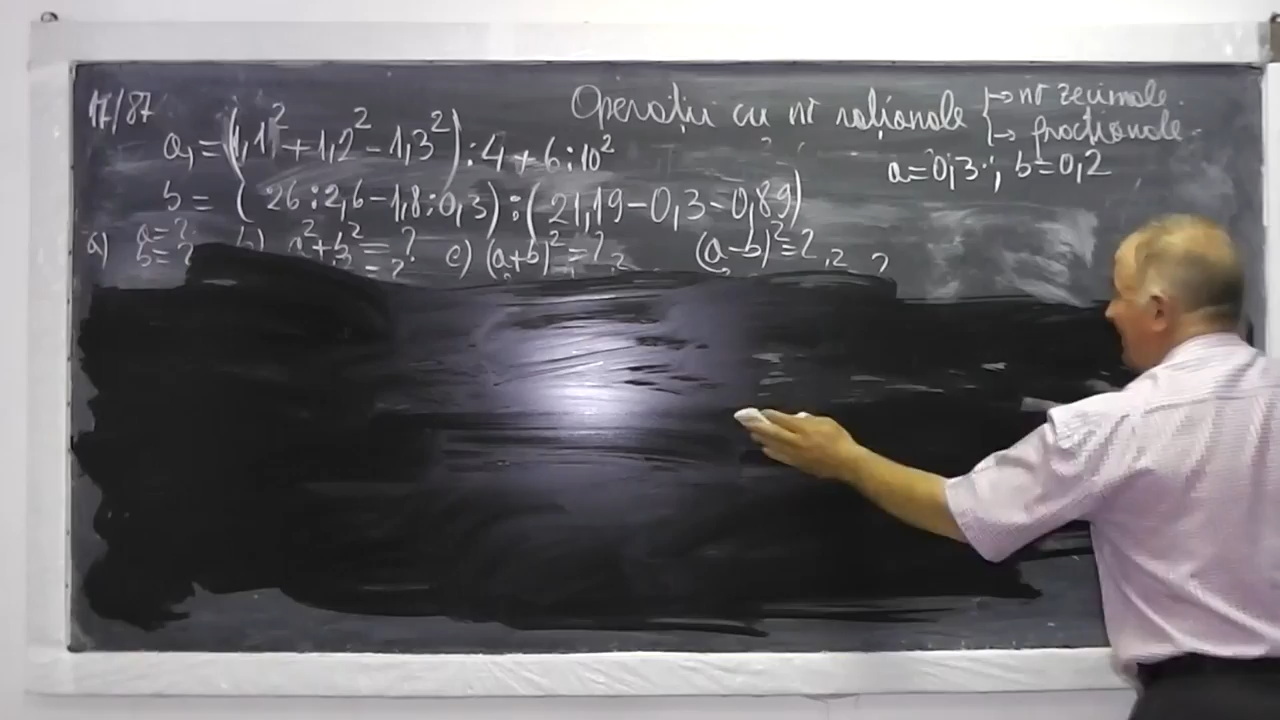 17/87
Operații cu nr raționale → nr zecimale
→ fracționale
a = (1,1² + 1,2² - 1,3²) : 4 + 6 : 10²
a = 0,3 ; b = 0,2
b = (26 : 2,6 - 1,8 : 0,3) : (21,19 - 0,3 - 0,89)
a) a = ? b) a² + b² = ? c) (a+b)² = ? (a-b)² = ?
b = ?